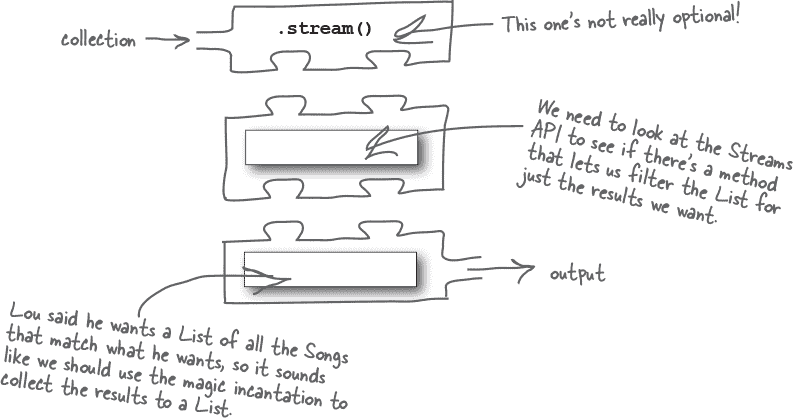 collection
.stream()
This one's not really optional!
We need to look at the Streams
API to see if there's a method
that lets us filter the List for
just the results we want.
output
Lou said he wants a List of all the Songs
that match what he wants, so it sounds
like we should use the magic incantation to
collect the results to a List.